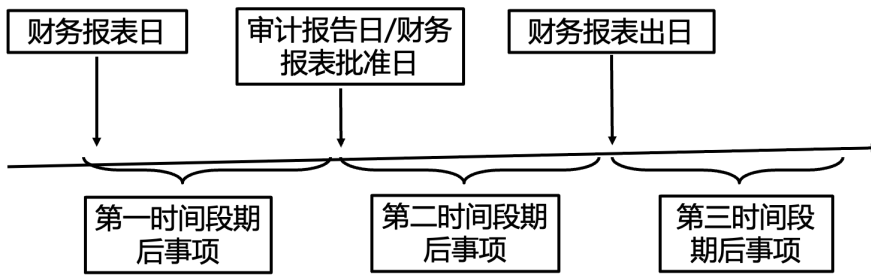 财务报表日
审计报告日/财务
报表批准日
财务报表出日
第一时间段期
后事项
第二时间段期
后事项
第三时间段
期后事项